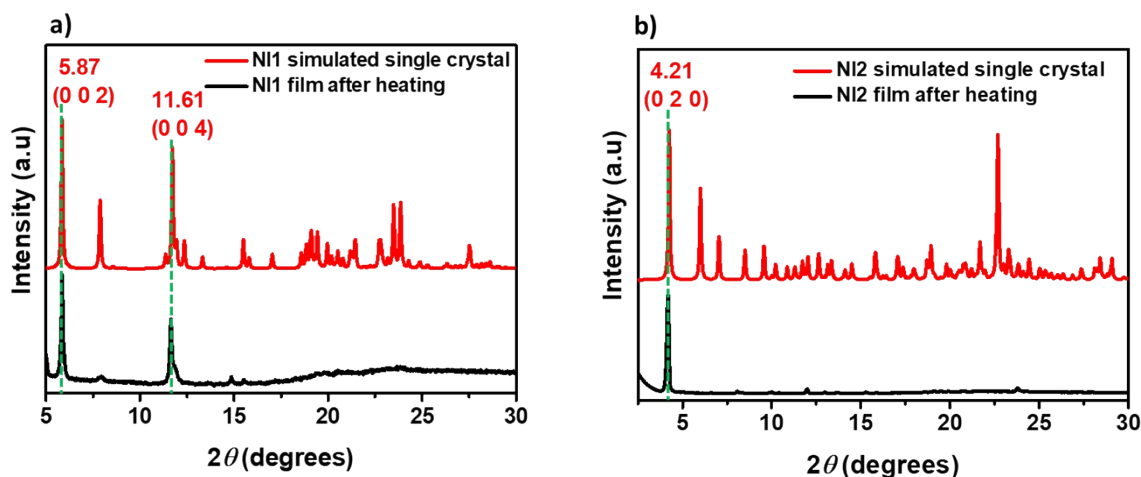 a)
5.87
(0 0 2)
11.61
(0 0 4)
NI1 simulated single crystal
NI1 film after heating
Intensity (a.u)
5 10 15 20 25 30
2θ (degrees)
b)
4.21
(0 2 0)
NI2 simulated single crystal
NI2 film after heating
Intensity (a.u)
5 10 15 20 25 30
2θ (degrees)